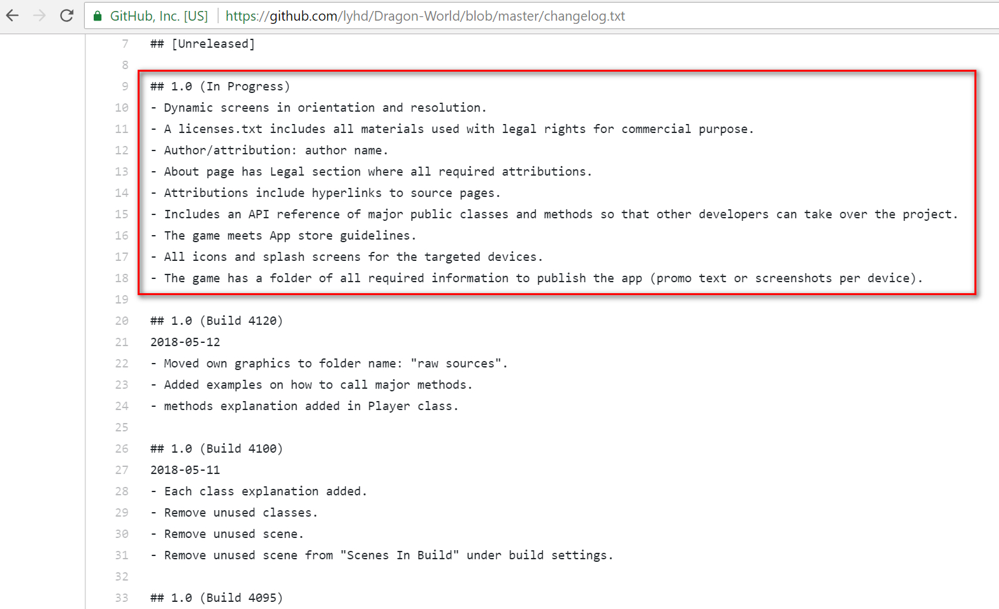 GitHub, Inc. [US] https://github.com/lyhd/Dragon-World/blob/master/changelog.txt
7 ## [Unreleased]
8
9 ## 1.0 (In Progress)
10 - Dynamic screens in orientation and resolution.
11 - A licenses.txt includes all materials used with legal rights for commercial purpose.
12 - Author/attribution: author name.
13 - About page has Legal section where all required attributions.
14 - Attributions include hyperlinks to source pages.
15 - Includes an API reference of major public classes and methods so that other developers can take over the project.
16 - The game meets App store guidelines.
17 - All icons and splash screens for the targeted devices.
18 - The game has a folder of all required information to publish the app (promo text or screenshots per device).
19
20 ## 1.0 (Build 4120)
21 2018-05-12
22 - Moved own graphics to folder name: "raw sources".
23 - Added examples on how to call major methods.
24 - methods explanation added in Player class.
25
26 ## 1.0 (Build 4100)
27 2018-05-11
28 - Each class explanation added.
29 - Remove unused classes.
30 - Remove unused scene.
31 - Remove unused scene from "Scenes In Build" under build settings.
32
33 ## 1.0 (Build 4095)